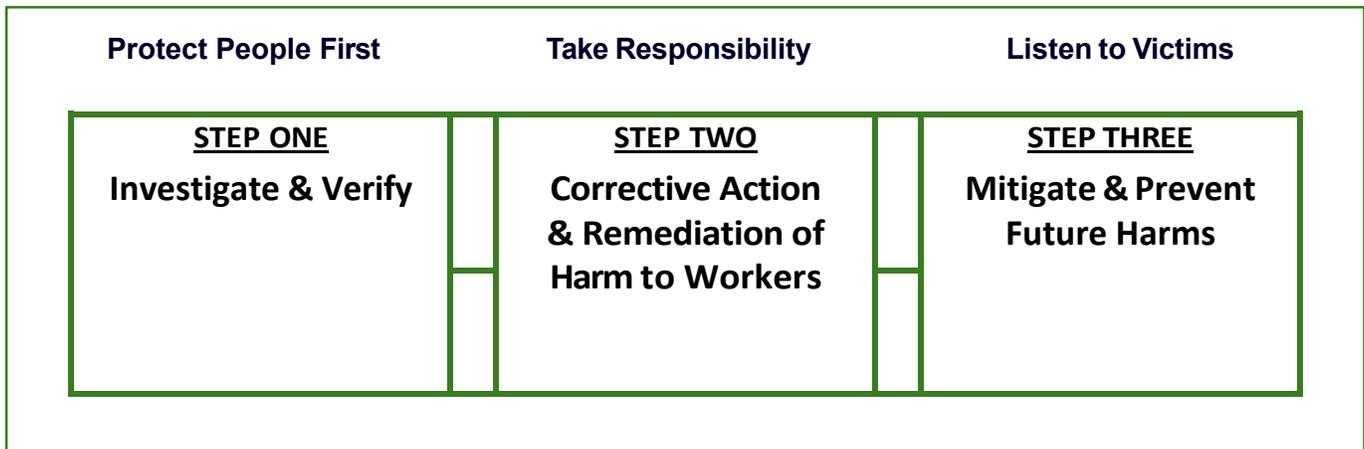 Protect People First
Take Responsibility
Listen to Victims
STEP ONE
Investigate & Verify
STEP TWO
Corrective Action
& Remediation of
Harm to Workers
STEP THREE
Mitigate & Prevent
Future Harms